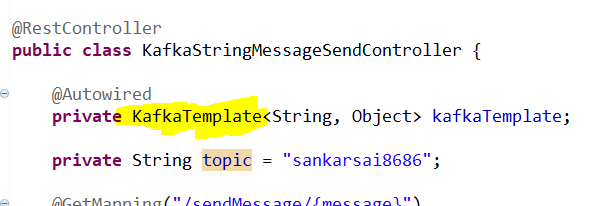 @RestController
public class KafkaStringMessageSendController {
@Autowired
private KafkaTemplate<String, Object> kafkaTemplate;
private String topic = "sankarsai8686";
@GetMapping("/sendMessage/{message}")